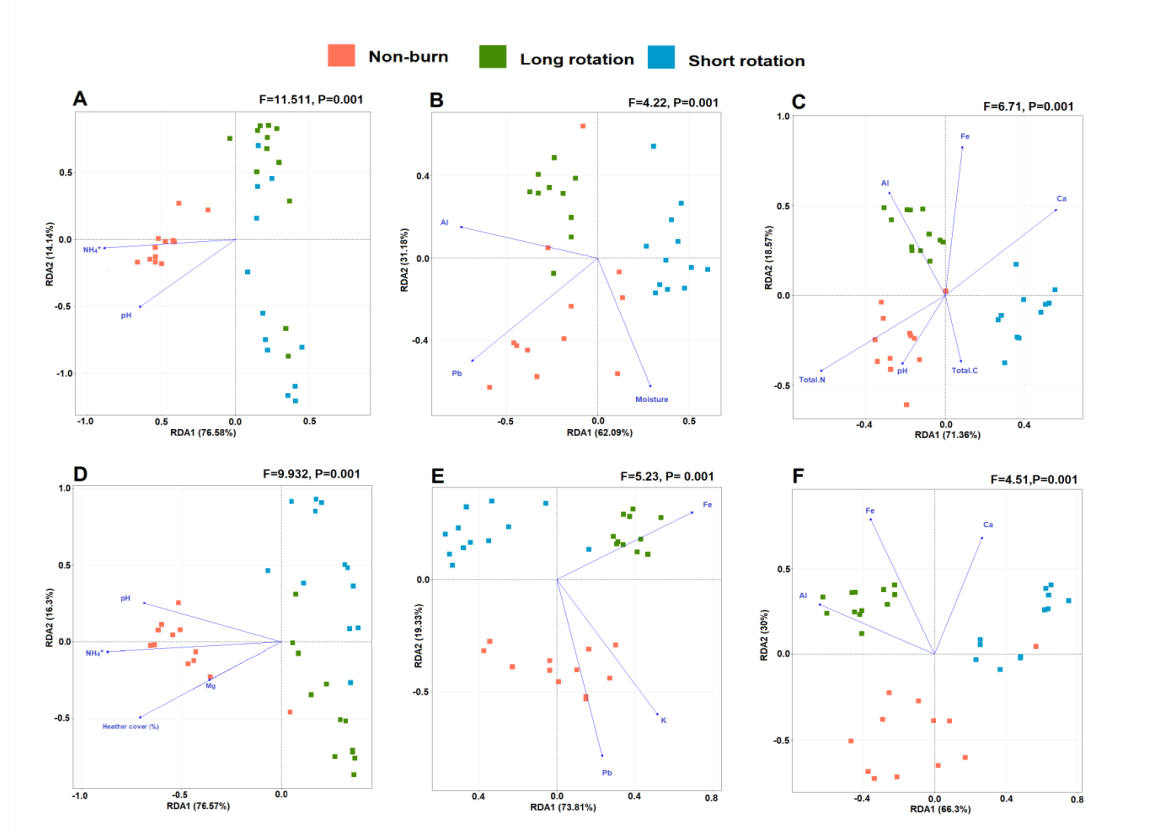 Non-burn Long rotation Short rotation
A F=11.511, P=0.001
0.5
0.0
-0.5
-1.0
RDA2 (14.14%)
NH₄⁺
pH
-1.0 -0.5 0.0 0.5
RDA1 (76.58%)
B F=4.22, P=0.001
0.4
0.0
-0.4
RDA2 (31.18%)
Al
Pb
Moisture
-0.5 0.0 0.5
RDA1 (62.09%)
C F=6.71, P=0.001
1.0
0.5
0.0
-0.5
RDA2 (18.57%)
Fe
Al
Ca
Total.N
pH
Total.C
-0.4 0.0 0.4
RDA1 (71.36%)
D F=9.932, P=0.001
1.0
0.5
0.0
-0.5
RDA2 (16.3%)
pH
NH₄⁺
Mg
Heather cover (%)
-0.5 0.0
RDA1 (76.57%)
E F=5.23, P= 0.001
0.0
-0.5
RDA2 (19.33%)
Fe
K
Pb
0.4 0.0 0.4 0.8
RDA1 (73.81%)
F F=4.51,P=0.001
0.5
0.0
-0.5
RDA2 (30%)
Fe
Ca
Al
-0.4 0.0 0.4 0.8
RDA1 (66.3%)